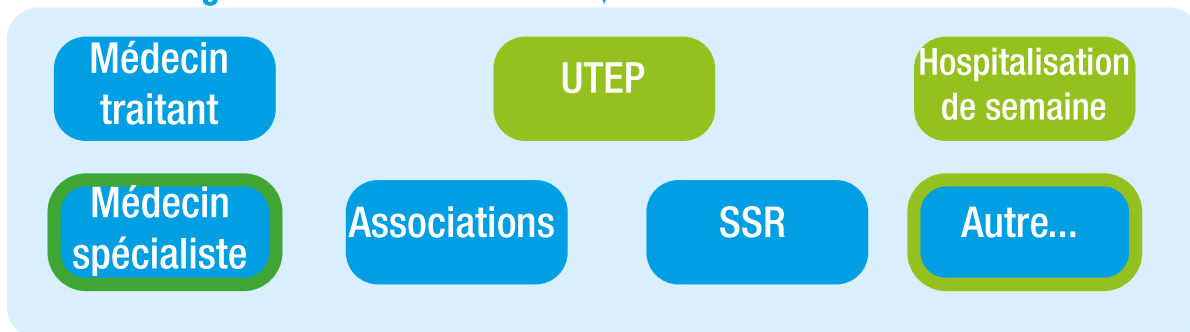 Médecin
traitant
UTEP
Hospitalisation
de semaine
Médecin
spécialiste
Associations
SSR
Autre...